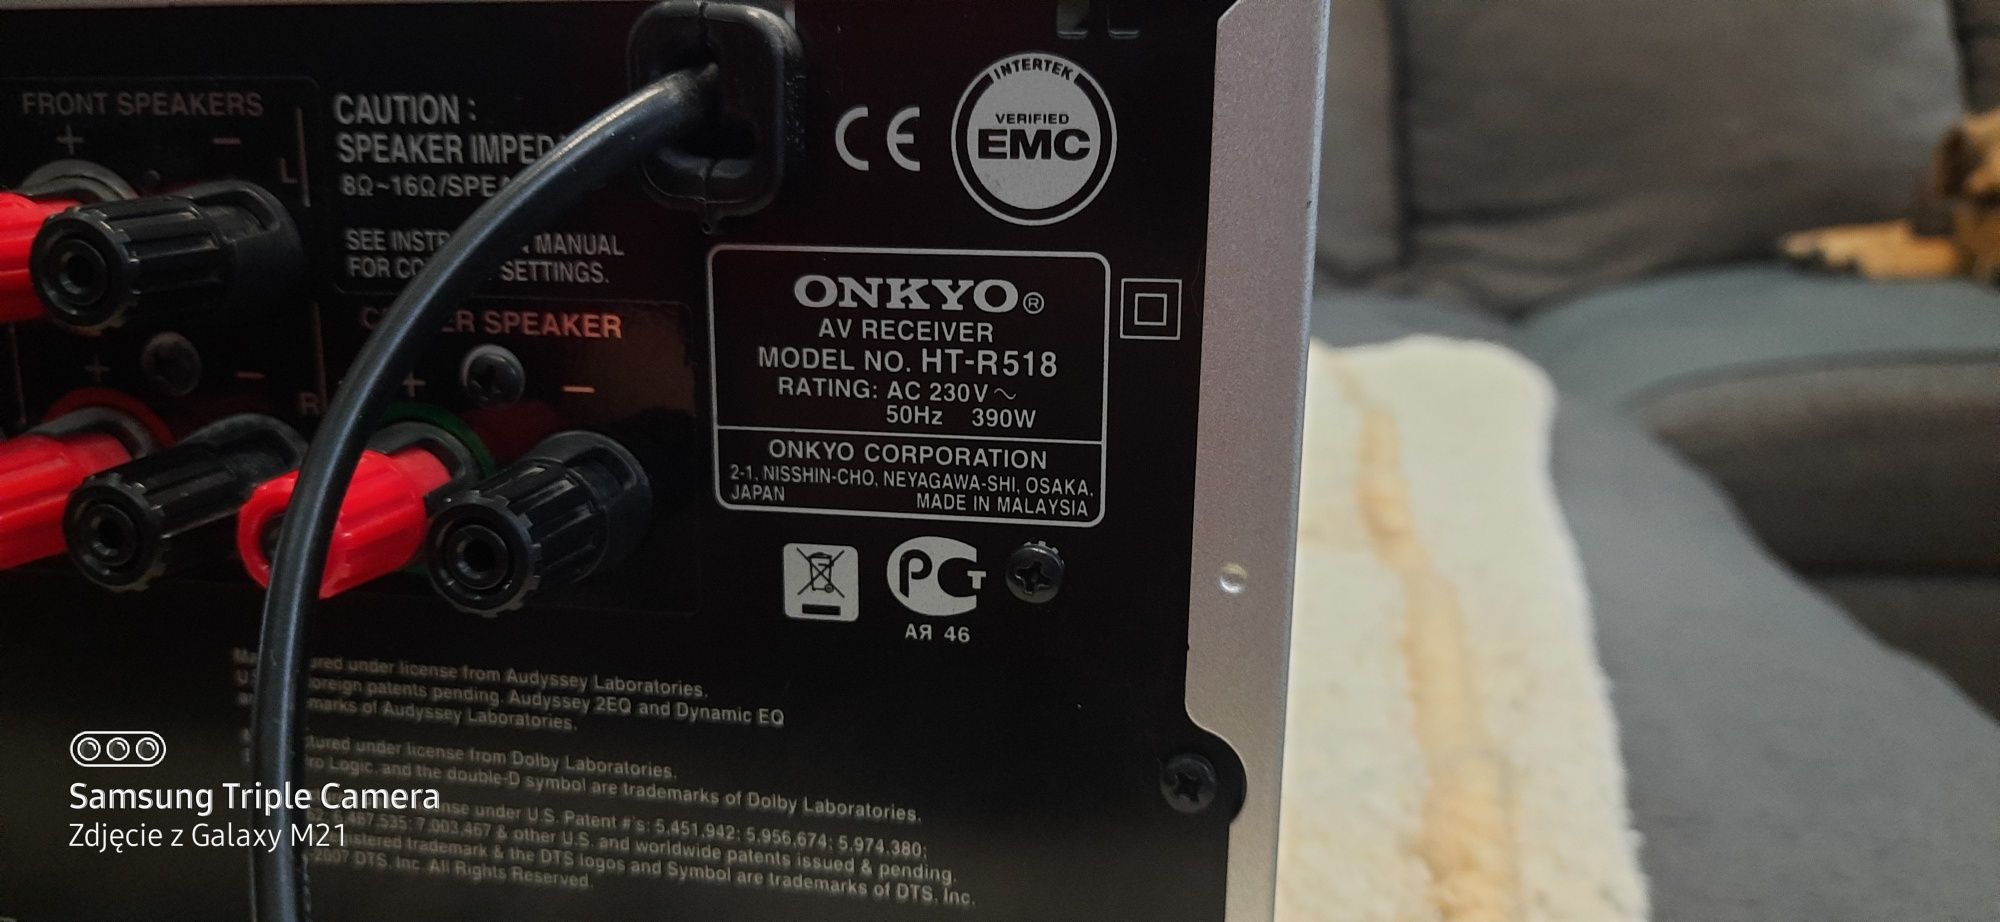 FRONT SPEAKERS
+ −
L
CAUTION :
SPEAKER
8Ω~16Ω/
SEE MANUAL
FOR SETTINGS.
SPEAKER
+ −
+ −
R
CE
INTERTEK
VERIFIED
EMC
ONKYO®
AV RECEIVER
MODEL NO. HT-R518
RATING: AC 230V ~
50Hz 390W
ONKYO CORPORATION
2-1, NISSHIN-CHO, NEYAGAWA-SHI, OSAKA,
JAPAN MADE IN MALAYSIA
РСТ
АЯ 46
under license from Audyssey Laboratories.
patents pending. Audyssey 2EQ and Dynamic EQ
of Audyssey Laboratories.
under license from Dolby Laboratories.
Logic, and the double-D symbol are trademarks of Dolby Laboratories.
under U.S. Patent #'s: 5,451,942; 5,956,674; 5,974,380;
7,003,467 & other U.S. and worldwide patents issued & pending.
trademark & the DTS logos and Symbol are trademarks of DTS, Inc.
2007 DTS, Inc. All Rights Reserved.
Samsung Triple Camera
Zdjęcie z Galaxy M21